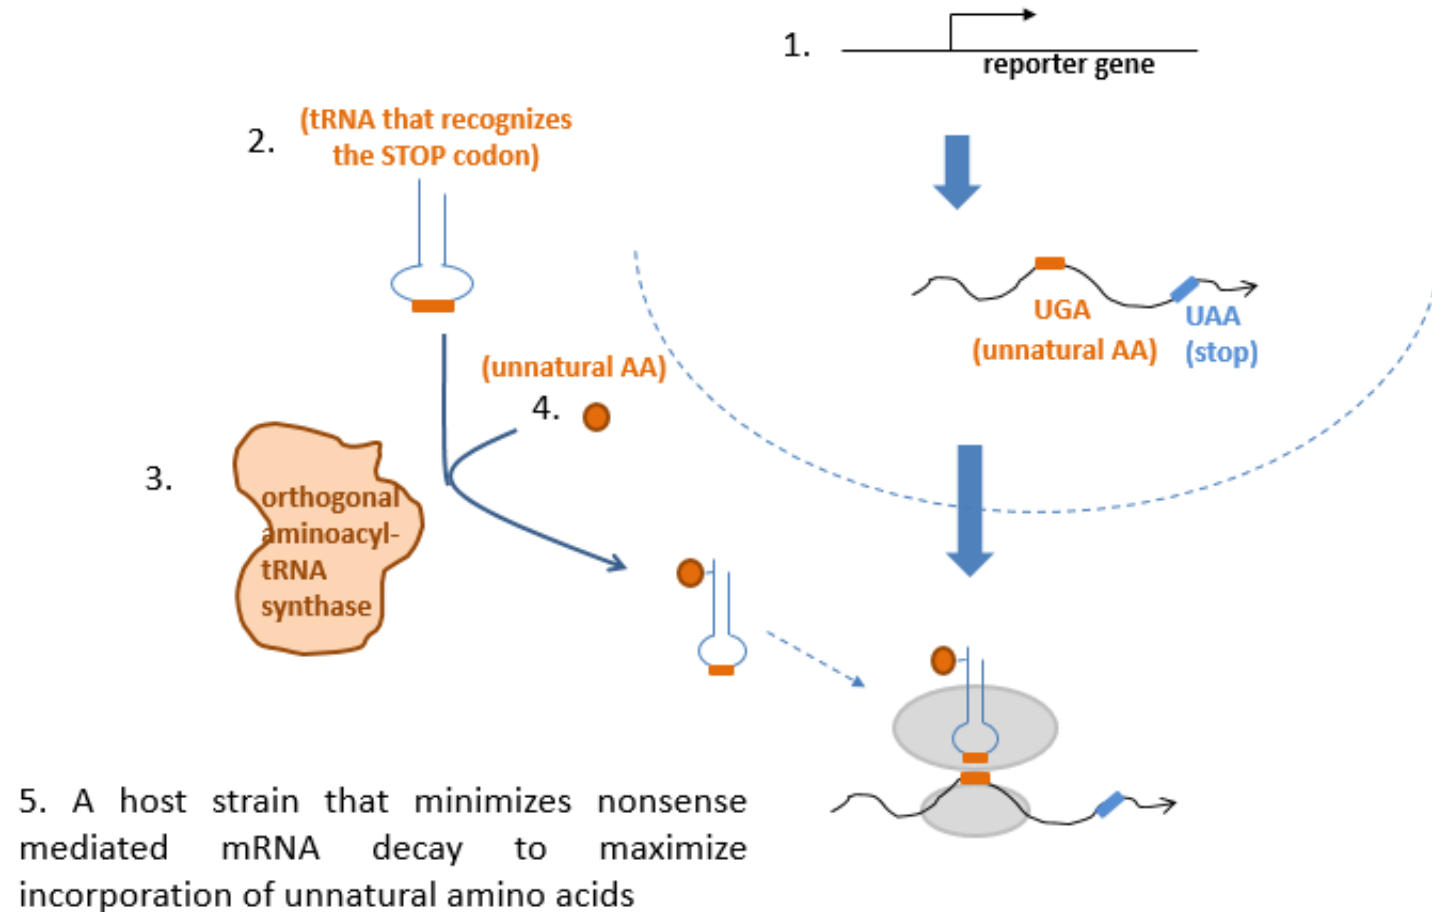 1.
reporter gene
2.
(tRNA that recognizes
the STOP codon)
UGA
(unnatural AA)
UAA
(stop)
(unnatural AA)
4.
3.
orthogonal
aminoacyl-
tRNA
synthase
5. A host strain that minimizes nonsense
mediated mRNA decay to maximize
incorporation of unnatural amino acids